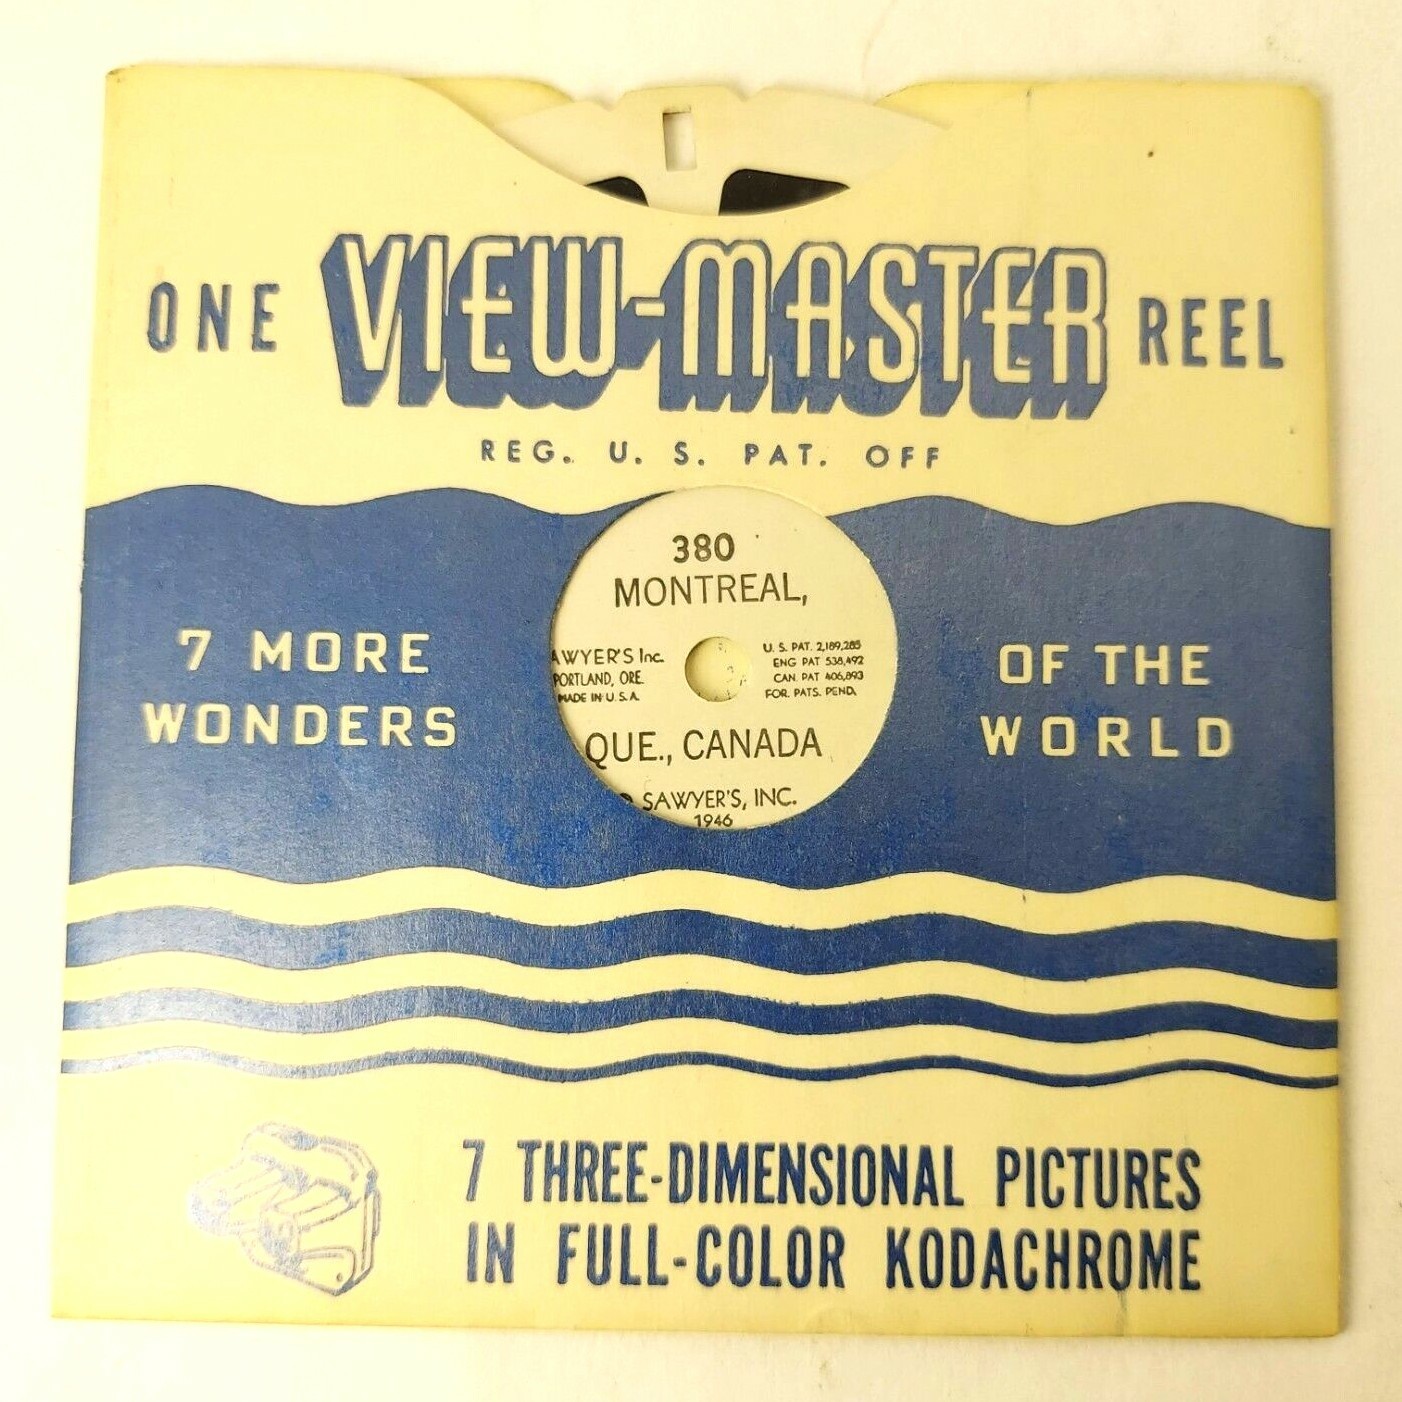 ONE VIEW-MASTER REEL
REG. U. S. PAT. OFF
380
MONTREAL,
7 MORE
WONDERS
AWYER'S Inc.
PORTLAND, ORE.
MADE IN U.S.A.
U. S. PAT. 2,189,285
ENG PAT 538,492
CAN. PAT 406,893
FOR. PATS. PEND.
OF THE
WORLD
QUE., CANADA
SAWYER'S, INC.
1946
7 THREE-DIMENSIONAL PICTURES
IN FULL-COLOR KODACHROME